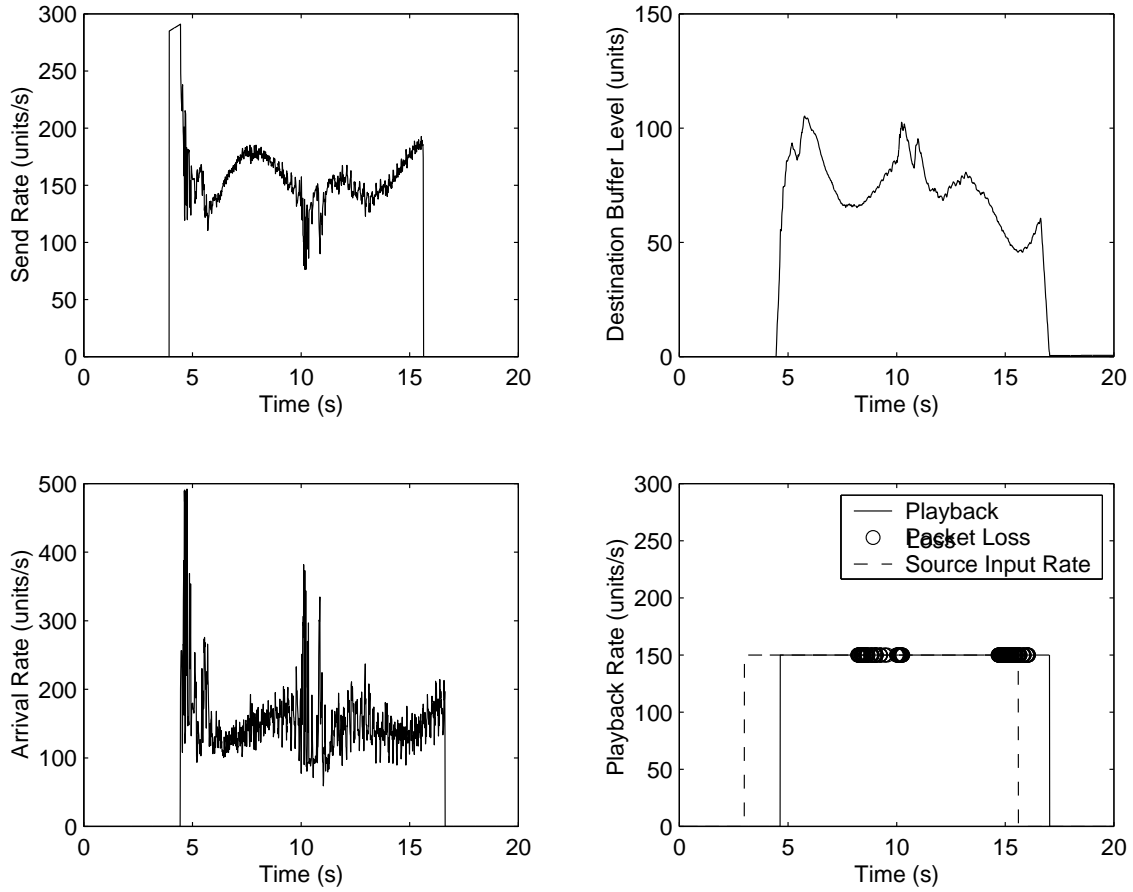 300
250
200
150
100
50
0
Send Rate (units/s)
0 5 10 15 20
Time (s)
150
100
50
0
Destination Buffer Level (units)
0 5 10 15 20
Time (s)
500
400
300
200
100
0
Arrival Rate (units/s)
0 5 10 15 20
Time (s)
300
250
200
150
100
50
0
Playback Rate (units/s)
Playback
Packet Loss
Loss
Source Input Rate
0 5 10 15 20
Time (s)